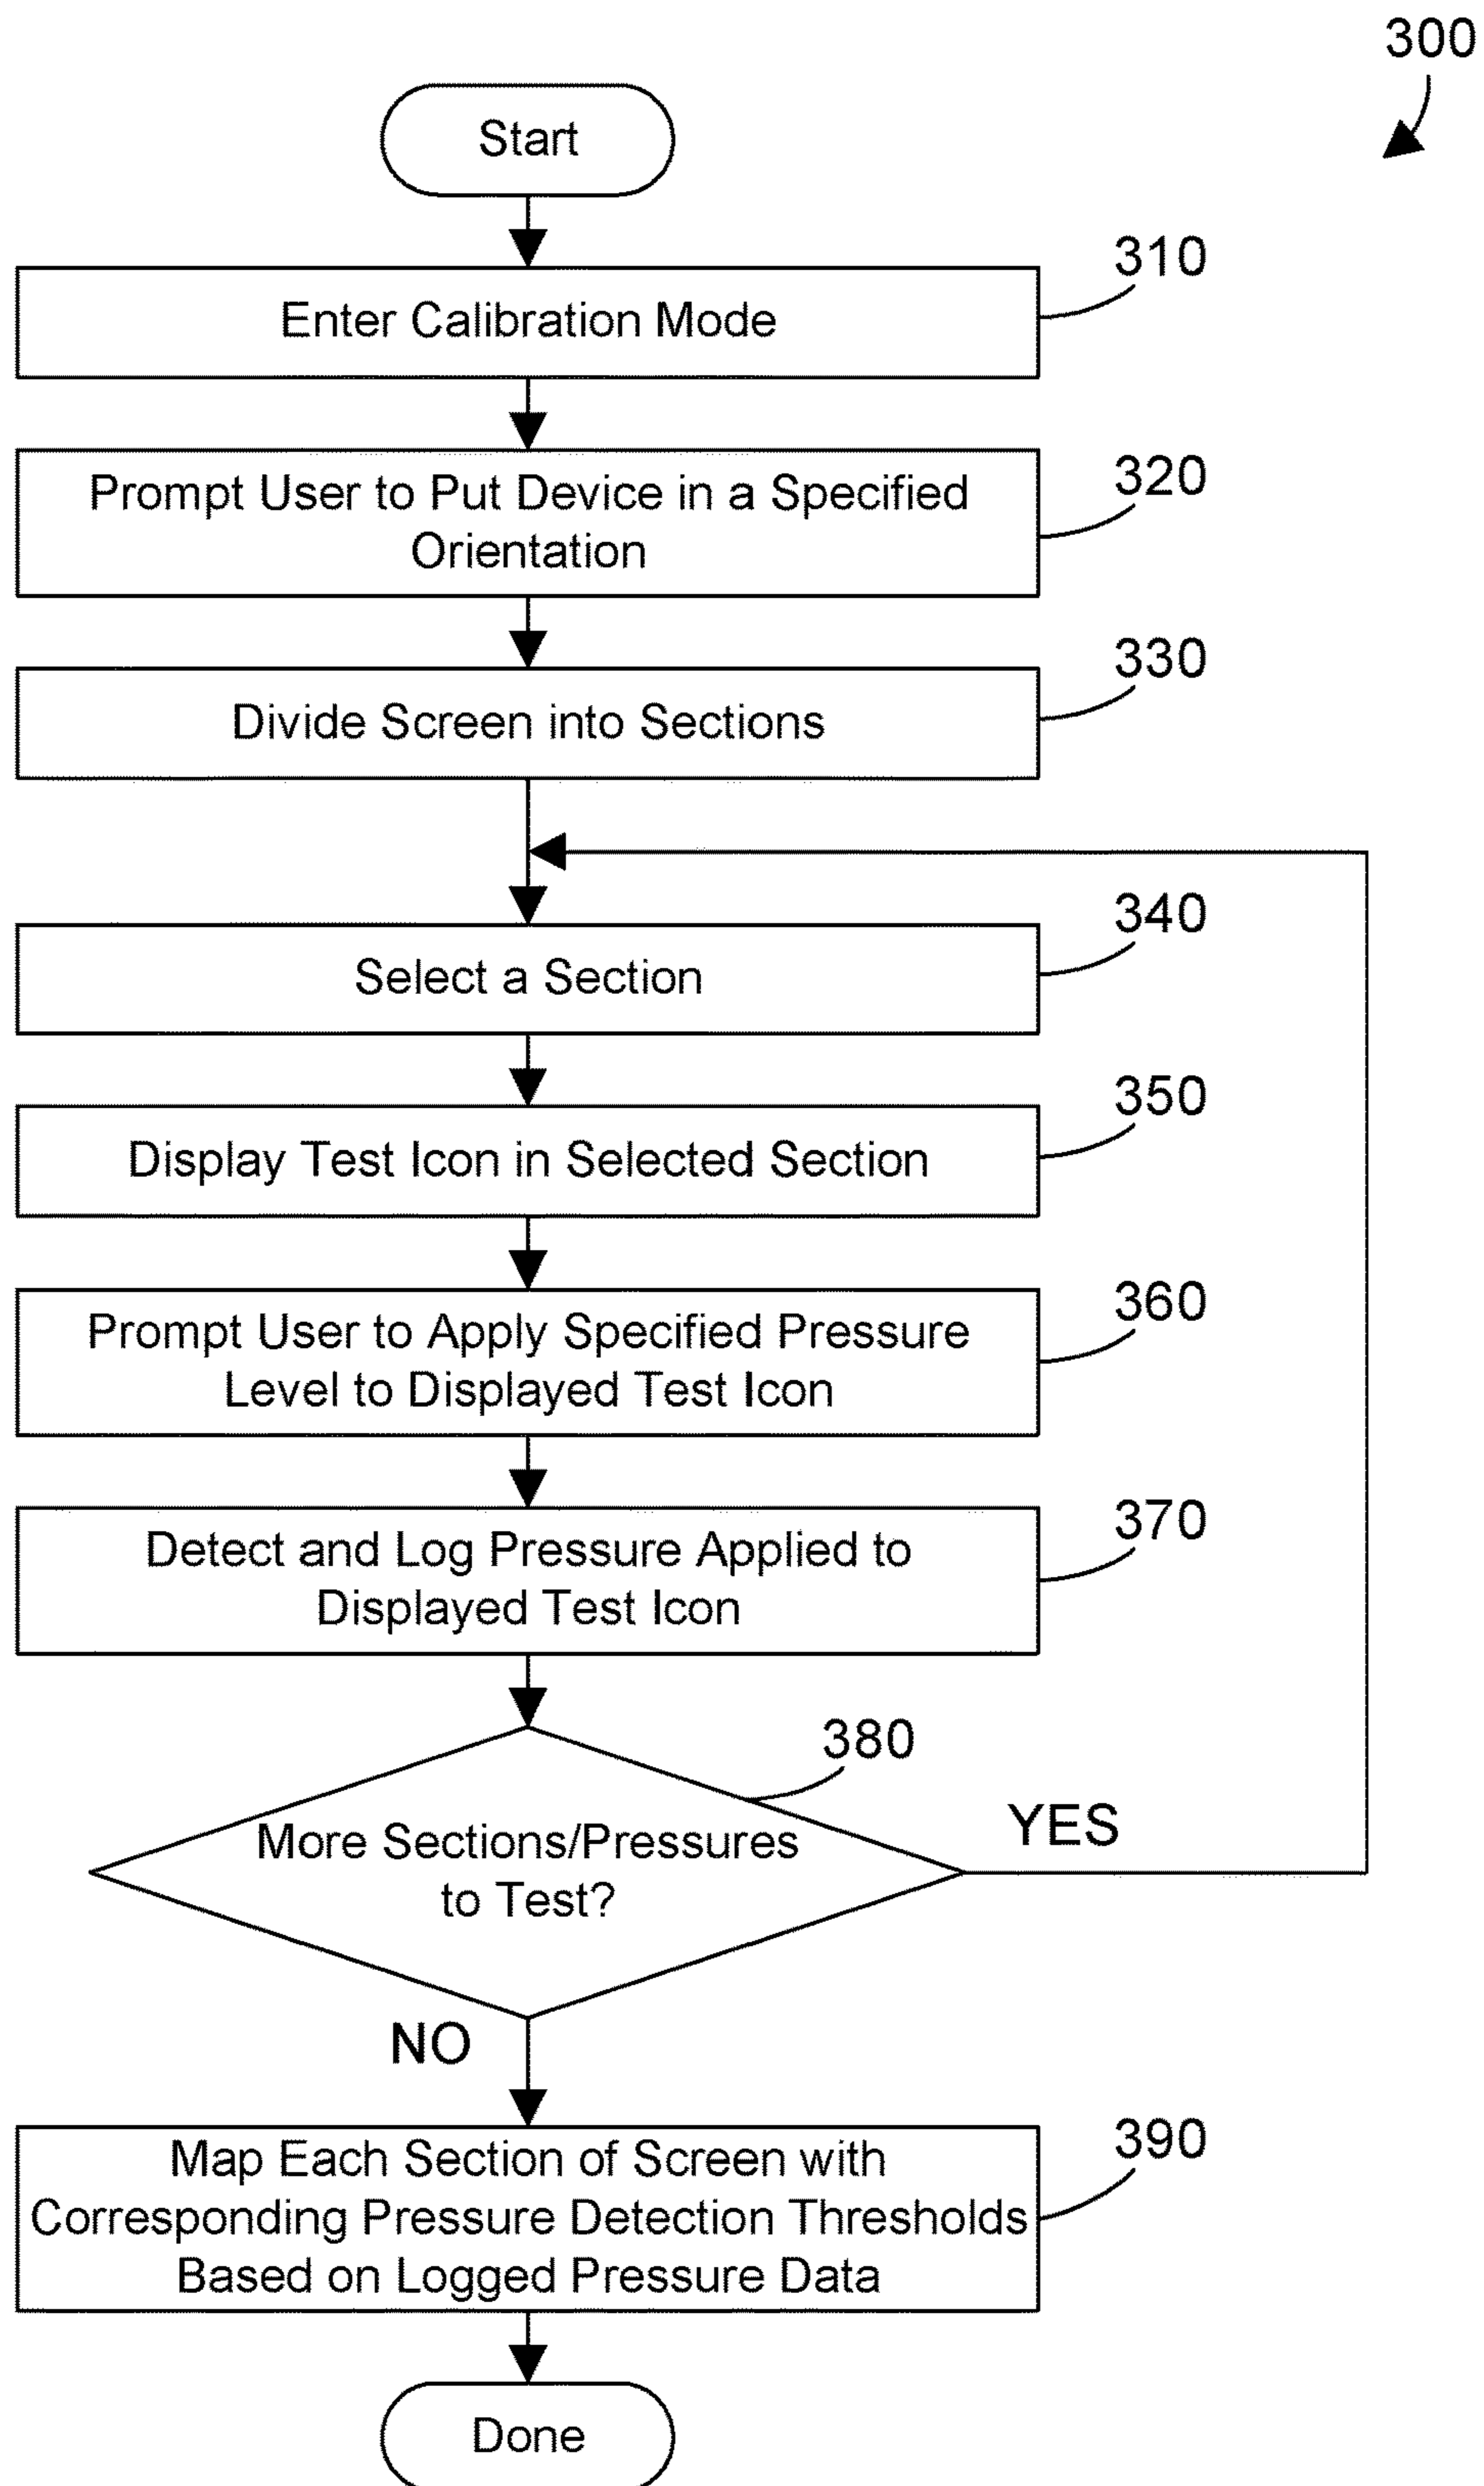 300
Start
310
Enter Calibration Mode
320
Prompt User to Put Device in a Specified
Orientation
330
Divide Screen into Sections
340
Select a Section
350
Display Test Icon in Selected Section
360
Prompt User to Apply Specified Pressure
Level to Displayed Test Icon
370
Detect and Log Pressure Applied to
Displayed Test Icon
380
More Sections/Pressures
to Test?
YES
NO
390
Map Each Section of Screen with
Corresponding Pressure Detection Thresholds
Based on Logged Pressure Data
Done